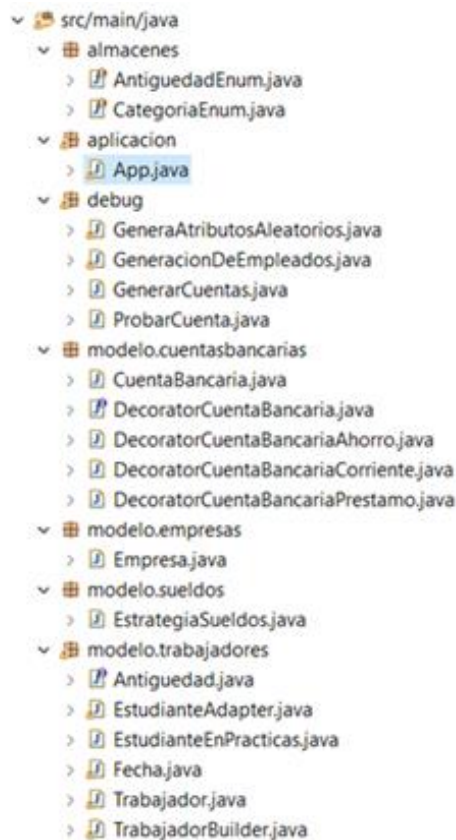 src/main/java
almacenes
AntiguedadEnum.java
CategoriaEnum.java
aplicacion
App.java
debug
GeneraAtributosAleatorios.java
GeneracionDeEmpleados.java
GenerarCuentas.java
ProbarCuenta.java
modelo.cuentasbancarias
CuentaBancaria.java
DecoratorCuentaBancaria.java
DecoratorCuentaBancariaAhorro.java
DecoratorCuentaBancariaCorriente.java
DecoratorCuentaBancariaPrestamo.java
modelo.empresas
Empresa.java
modelo.sueldos
EstrategiaSueldos.java
modelo.trabajadores
Antiguedad.java
EstudianteAdapter.java
EstudianteEnPracticas.java
Fecha.java
Trabajador.java
TrabajadorBuilder.java